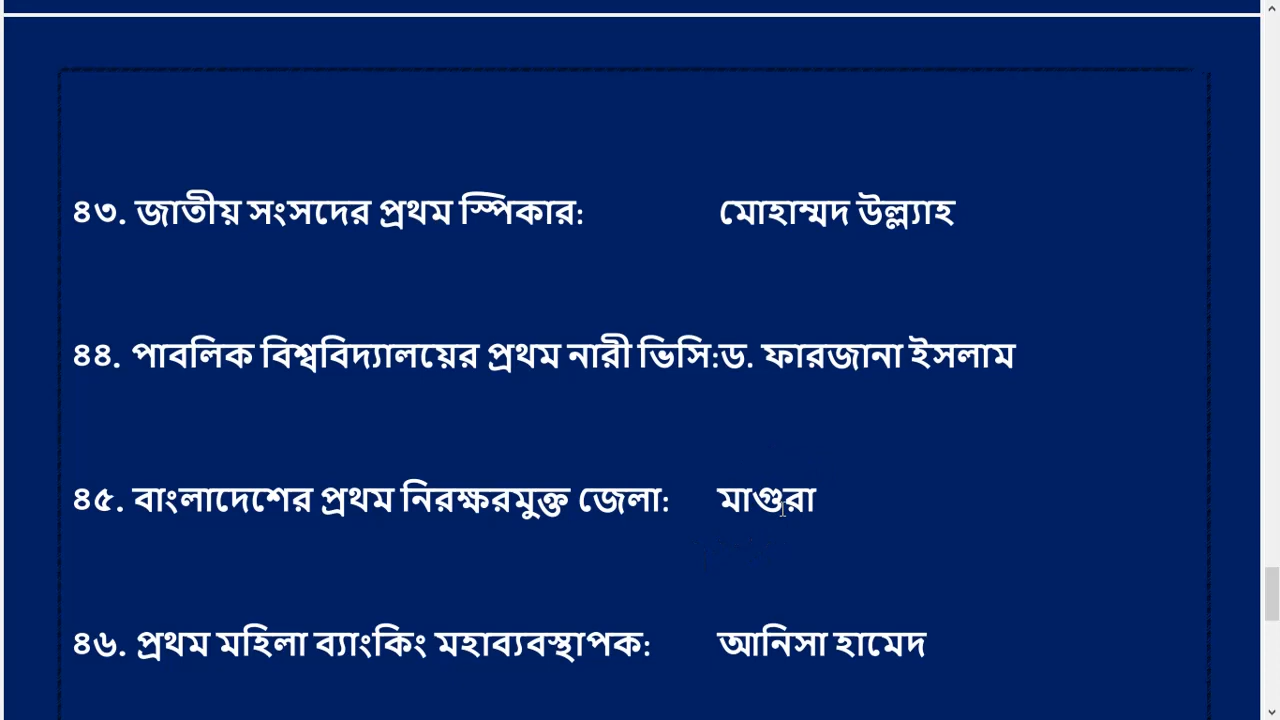 ৪৩. জাতীয় সংসদের প্রথম স্পিকার: মোহাম্মদ উল্ল্যাহ
৪৪. পাবলিক বিশ্ববিদ্যালয়ের প্রথম নারী ভিসি:ড. ফারজানা ইসলাম
৪৫. বাংলাদেশের প্রথম নিরক্ষরমুক্ত জেলা: মাগুরা
৪৬. প্রথম মহিলা ব্যাংকিং মহাব্যবস্থাপক: আনিসা হামেদ